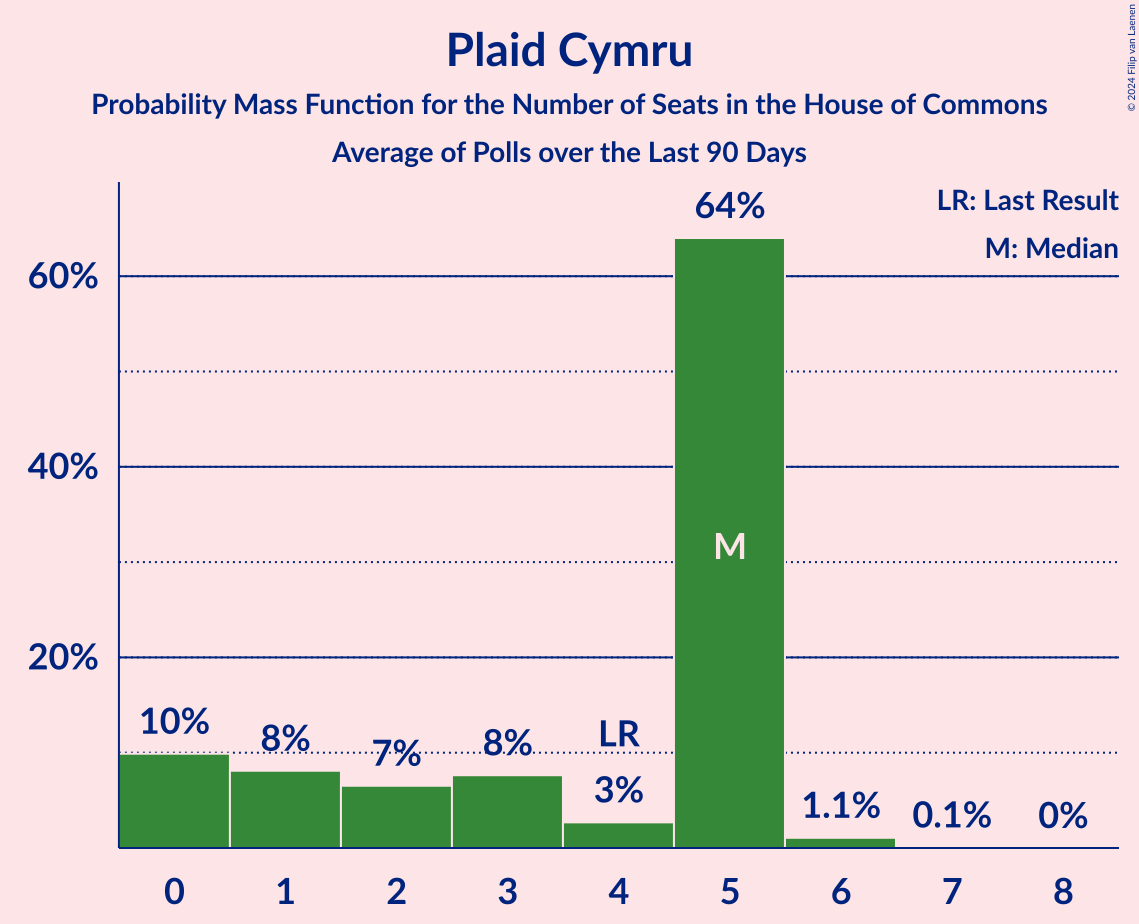 Plaid Cymru
Probability Mass Function for the Number of Seats in the House of Commons
Average of Polls over the Last 90 Days
© 2024 Filip van Laenen
LR: Last Result
M: Median
60%
40%
20%
10%
8%
7%
8%
LR
3%
64%
M
1.1%
0.1%
0%
0 1 2 3 4 5 6 7 8